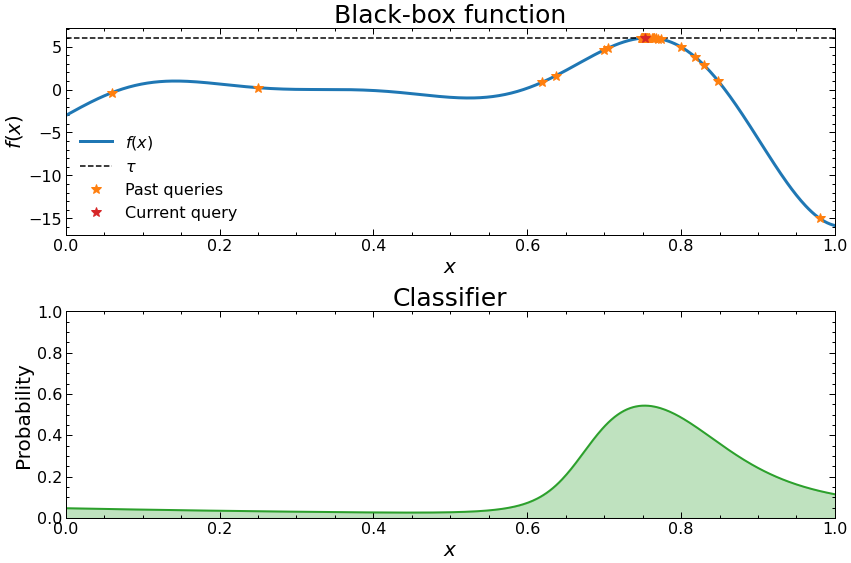 Black-box function
f(x)
5
0
−5
−10
−15
f(x)
τ
Past queries
Current query
0.0 0.2 0.4 0.6 0.8 1.0
x
Classifier
Probability
1.0
0.8
0.6
0.4
0.2
0.0
0.0 0.2 0.4 0.6 0.8 1.0
x